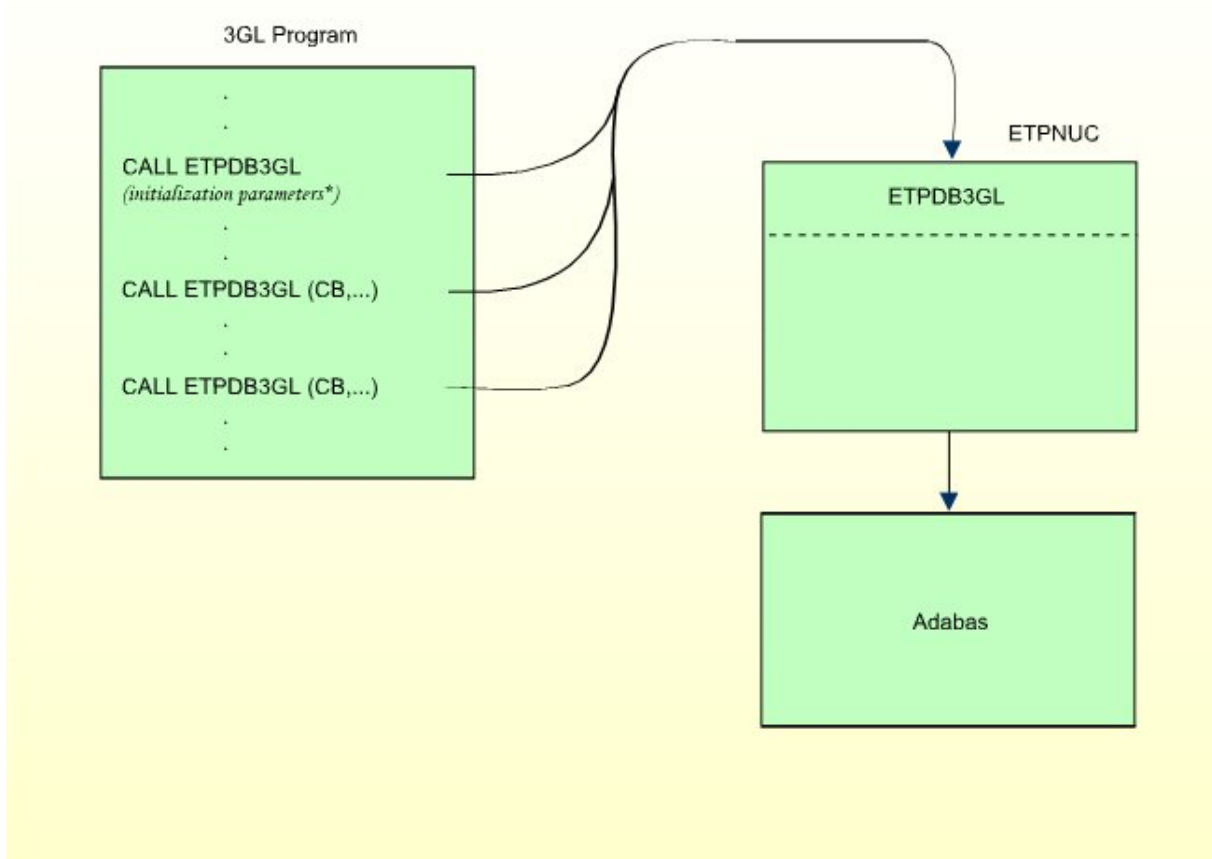 3GL Program
.
.
CALL ETPDB3GL
(initialization parameters*)
.
.
CALL ETPDB3GL (CB,...)
.
.
CALL ETPDB3GL (CB,...)
.
.
ETPNUC
ETPDB3GL
Adabas